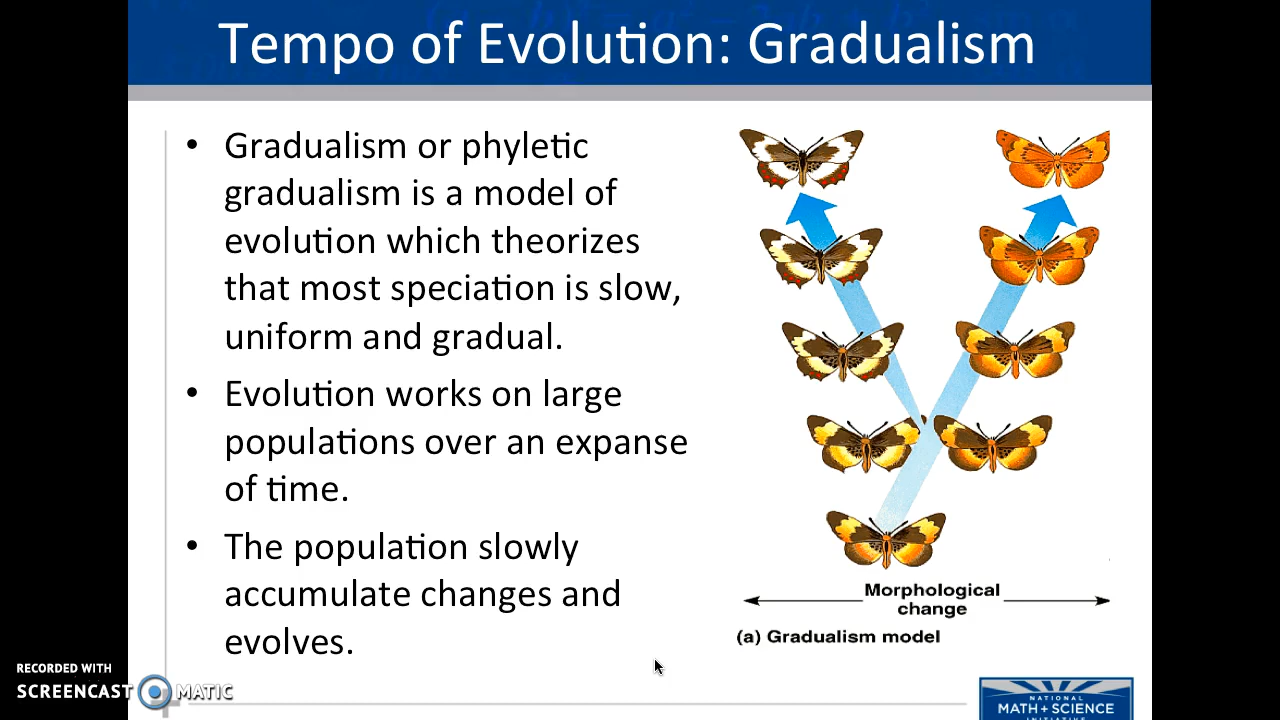 Tempo of Evolution: Gradualism
• Gradualism or phyletic
gradualism is a model of
evolution which theorizes
that most speciation is slow,
uniform and gradual.
• Evolution works on large
populations over an expanse
of time.
• The population slowly
accumulate changes and
evolves.
Morphological
change
(a) Gradualism model
RECORDED WITH
SCREENCAST MATIC
NATIONAL
MATH + SCIENCE
INITIATIVE